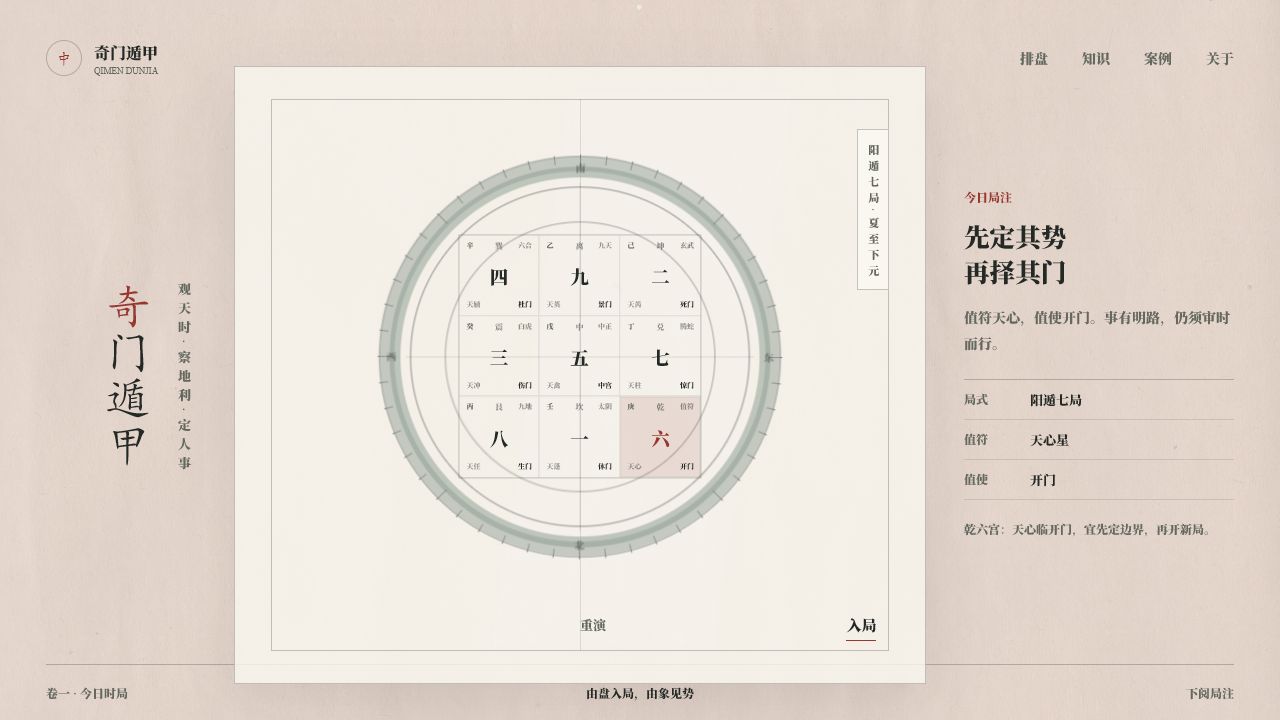 中
奇门遁甲
QIMEN DUNJIA
排盘
知识
案例
关于
奇门遁甲
观天时·察地利·定人事
阳遁七局·夏至下元
南
西
东
北
辛 巽 六合
四
天辅 杜门
乙 离 九天
九
天英 景门
己 坤 玄武
二
天芮 死门
癸 震 白虎
三
天冲 伤门
戊 中 中正
五
天禽 中宫
丁 兑 螣蛇
七
天柱 惊门
丙 艮 九地
八
天任 生门
壬 坎 太阴
一
天蓬 休门
庚 乾 值符
六
天心 开门
重演
入局
今日局注
先定其势
再择其门
值符天心，值使开门。事有明路，仍须审时
而行。
局式 阳遁七局
值符 天心星
值使 开门
乾六宫：天心临开门，宜先定边界，再开新局。
卷一 · 今日时局
由盘入局，由象见势
下阅局注